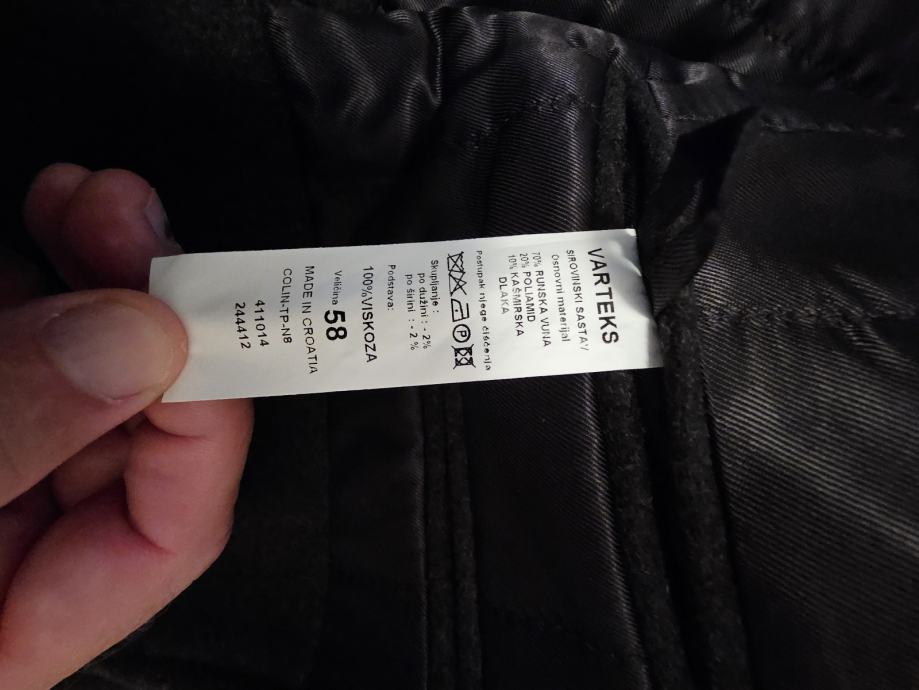 VARTEKS
SIROVINSKI SASTAV
Osnovni materijal
70% RUNSKA VUNA
20% POLIAMID
10% KAŠMIRSKA
DLAKA
Postupak njege čišćenja
P
Skupljanje :
po dužini : - 2%
po širini : - 2 %
Podstava:
100%VISKOZA
Veličina 58
MADE IN CROATIA
COLIN-TP-N8
411014
244412